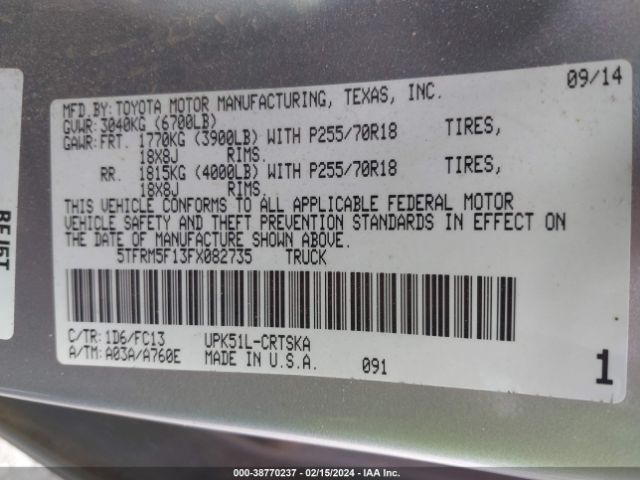 09/14
MFD.BY:TOYOTA MOTOR MANUFACTURING, TEXAS, INC.
GVWR:3040KG (6700LB)
GAWR:FRT. 1770KG (3900LB) WITH P255/70R18 TIRES,
18X8J RIMS.
RR. 1815KG (4000LB) WITH P255/70R18 TIRES,
18X8J RIMS.
THIS VEHICLE CONFORMS TO ALL APPLICABLE FEDERAL MOTOR
VEHICLE SAFETY AND THEFT PREVENTION STANDARDS IN EFFECT ON
THE DATE OF MANUFACTURE SHOWN ABOVE.
5TFRM5F13FX082735 TRUCK
C/TR:1D6/FC13 UPK51L-CRTSKA
A/TM:A03A/A760E MADE IN U.S.A. 091
1
000-38770237 - 02/15/2024 - IAA Inc.